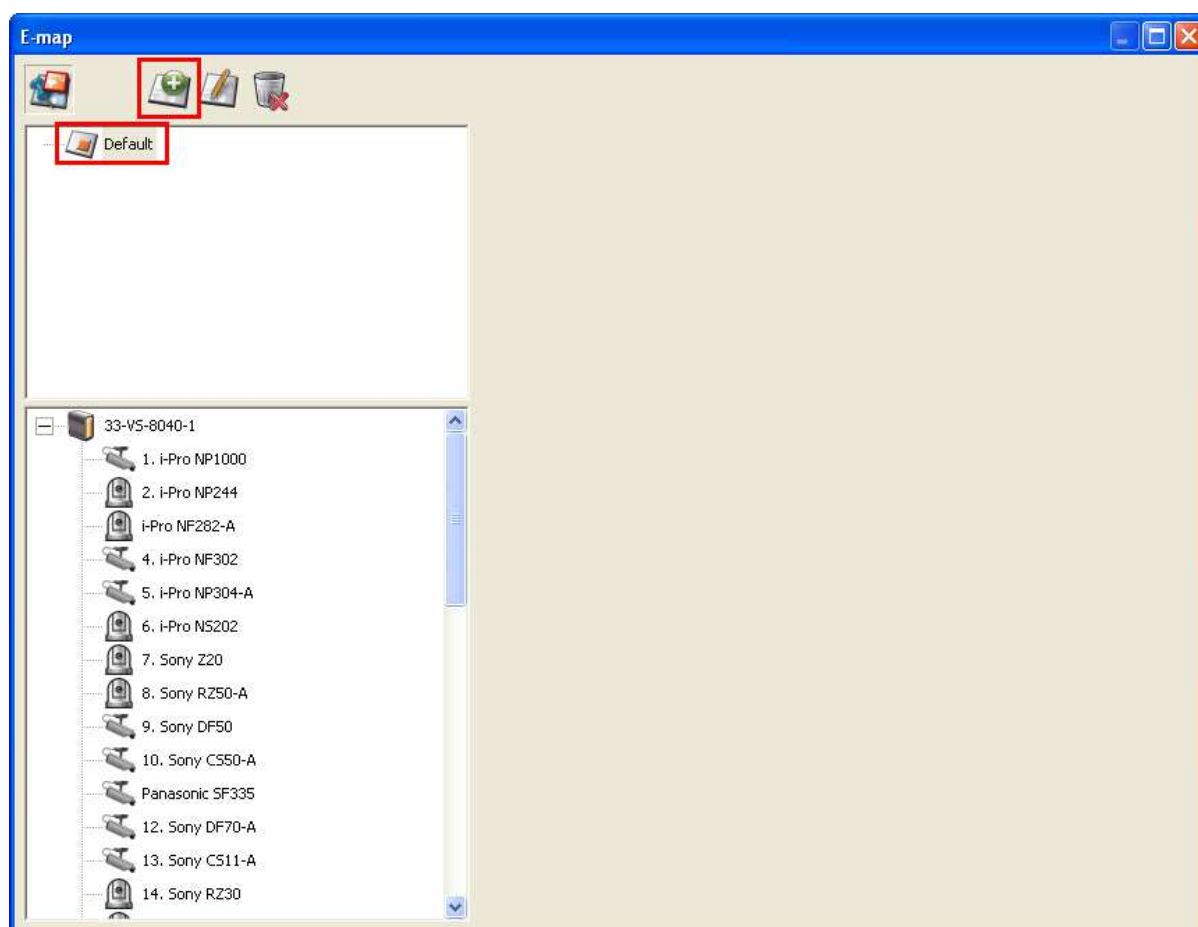 E-map
Default
33-VS-8040-1
1. i-Pro NP1000
2. i-Pro NP244
i-Pro NF282-A
4. i-Pro NF302
5. i-Pro NP304-A
6. i-Pro NS202
7. Sony Z20
8. Sony RZ50-A
9. Sony DF50
10. Sony CS50-A
Panasonic SF335
12. Sony DF70-A
13. Sony CS11-A
14. Sony RZ30